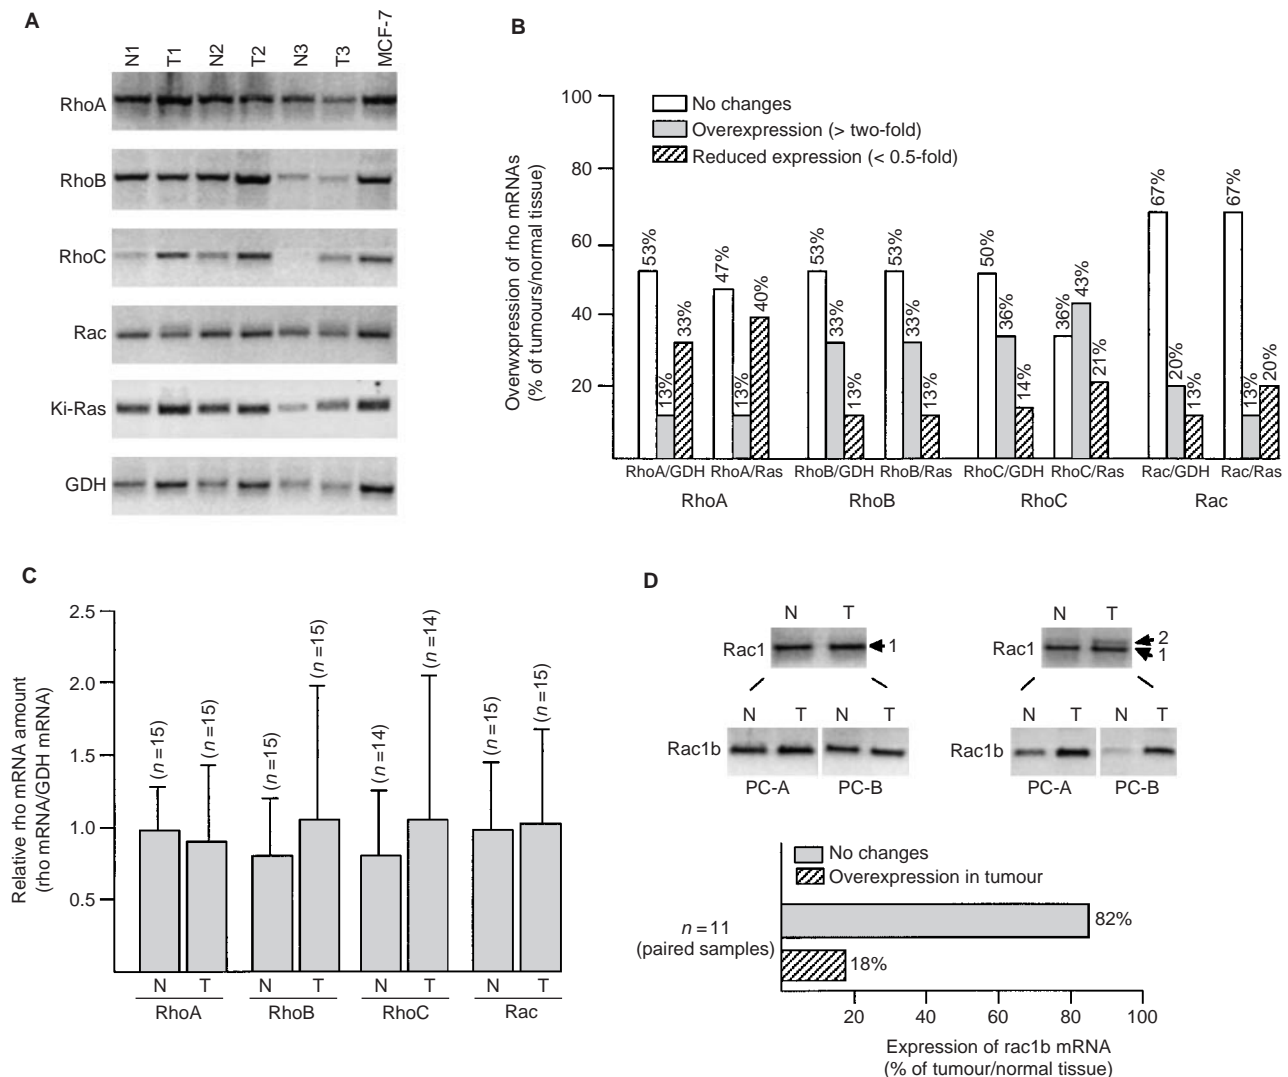 A
N1 T1 N2 T2 N3 T3 MCF-7
RhoA
RhoB
RhoC
Rac
Ki-Ras
GDH
B
Overwxpression of rho mRNAs
(% of tumours/normal tissue)
100
80
60
40
20
No changes
Overexpression (> two-fold)
Reduced expression (< 0.5-fold)
53% 13% 33% 47% 13% 40% 53% 33% 13% 53% 33% 13% 50% 36% 14% 36% 43% 21% 67% 20% 13% 67% 13% 20%
RhoA/GDH RhoA/Ras RhoB/GDH RhoB/Ras RhoC/GDH RhoC/Ras Rac/GDH Rac/Ras
RhoA RhoB RhoC Rac
C
Relative rho mRNA amount
(rho mRNA/GDH mRNA)
2.5
2.0
1.5
1.0
0.5
(n=15) (n=15) (n=15) (n=15) (n=14) (n=14) (n=15) (n=15)
N T N T N T N T
RhoA RhoB RhoC Rac
D
N T
Rac1 1
N T N T
Rac1b
PC-A PC-B
N T
Rac1 2
1
N T N T
Rac1b
PC-A PC-B
No changes
Overexpression in tumour
n=11
(paired samples)
82%
18%
20 40 60 80 100
Expression of rac1b mRNA
(% of tumour/normal tissue)